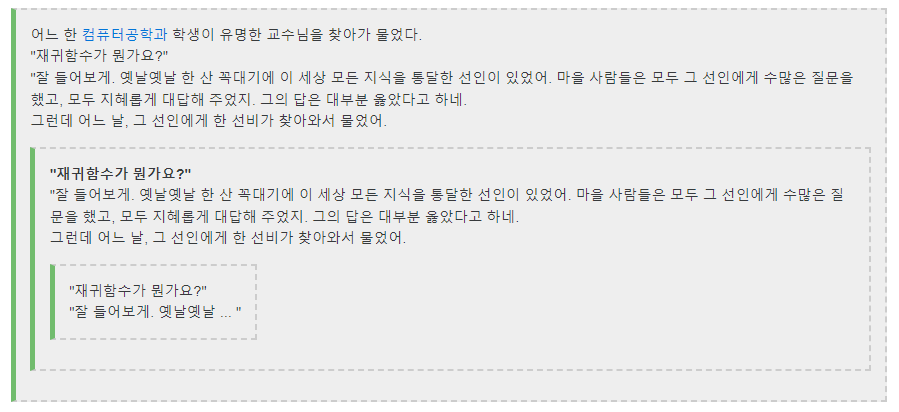 어느 한 컴퓨터공학과 학생이 유명한 교수님을 찾아가 물었다.
"재귀함수가 뭔가요?"
"잘 들어보게. 옛날옛날 한 산 꼭대기에 이 세상 모든 지식을 통달한 선인이 있었어. 마을 사람들은 모두 그 선인에게 수많은 질문을
했고, 모두 지혜롭게 대답해 주었지. 그의 답은 대부분 옳았다고 하네.
그런데 어느 날, 그 선인에게 한 선비가 찾아와서 물었어.
"재귀함수가 뭔가요?"
"잘 들어보게. 옛날옛날 한 산 꼭대기에 이 세상 모든 지식을 통달한 선인이 있었어. 마을 사람들은 모두 그 선인에게 수많은 질
문을 했고, 모두 지혜롭게 대답해 주었지. 그의 답은 대부분 옳았다고 하네.
그런데 어느 날, 그 선인에게 한 선비가 찾아와서 물었어.
"재귀함수가 뭔가요?"
"잘 들어보게. 옛날옛날 ... "